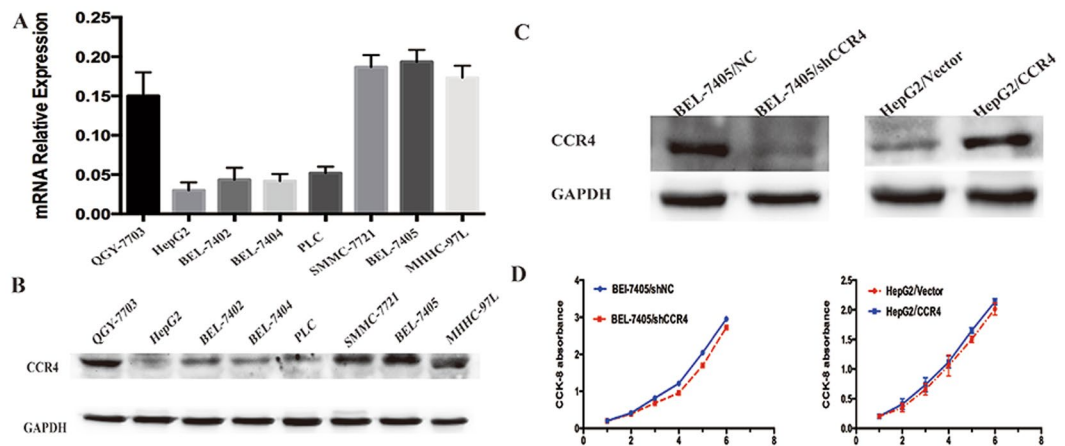 A
mRNA Relative Expression
0.25
0.20
0.15
0.10
0.05
0.00
QGY-7703
HepG2
BEL-7402
BEL-7404
PLC
SMMC-7721
BEL-7405
MHHC-97L
B
QGY-7703
HepG2
BEL-7402
BEL-7404
PLC
SMMC-7721
BEL-7405
MHHC-97L
CCR4
GAPDH
C
BEL-7405/NC
BEL-7405/shCCR4
HepG2/Vector
HepG2/CCR4
CCR4
GAPDH
D
CCK-8 absorbance
4
3
2
1
0
0 2 4 6 8
BEl-7405/shNC
BEL-7405/shCCR4
CCK-8 absorbance
2.5
2.0
1.5
1.0
0.5
0.0
0 2 4 6 8
HepG2/Vector
HepG2/CCR4